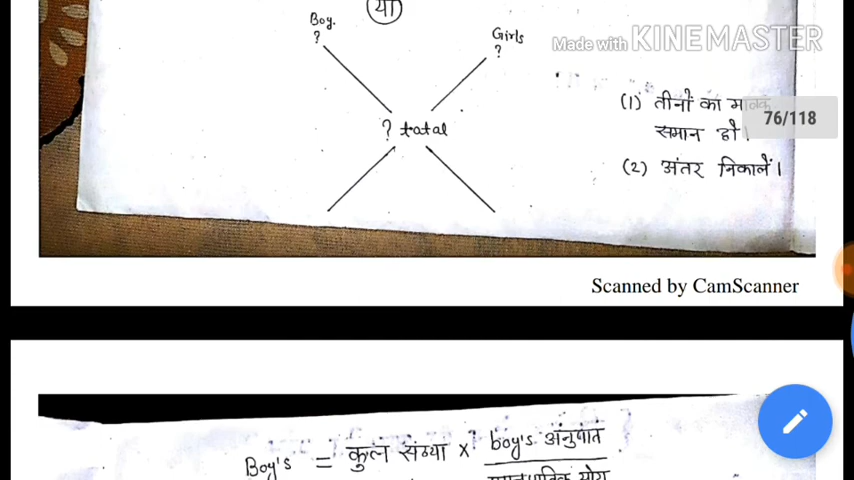 या
Boy.
?
Girls
?
Made with KINEMASTER
? total
(1) तीनों का
76/118
समान हो।
(2) अंतर निकालें।
Scanned by CamScanner
Boy's = कुल संख्या × boy's अनुपात